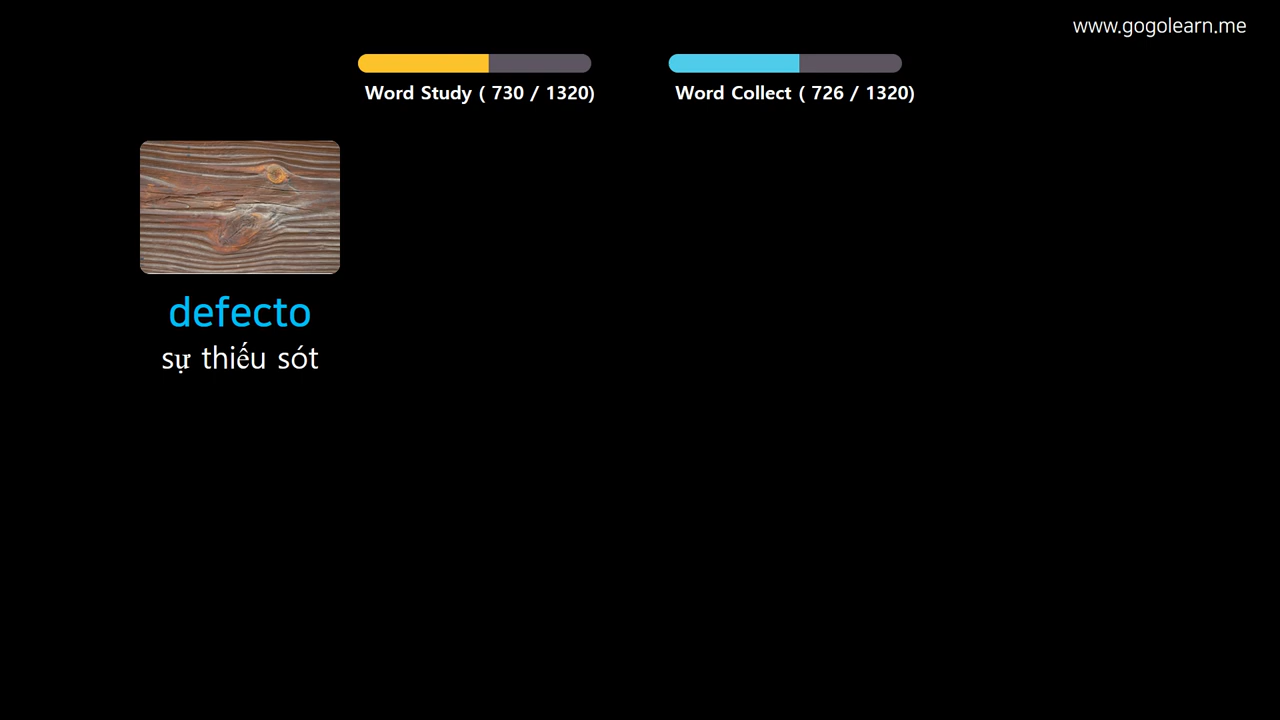 www.gogolearn.me
Word Study ( 730 / 1320)
Word Collect ( 726 / 1320)
defecto
sự thiếu sót